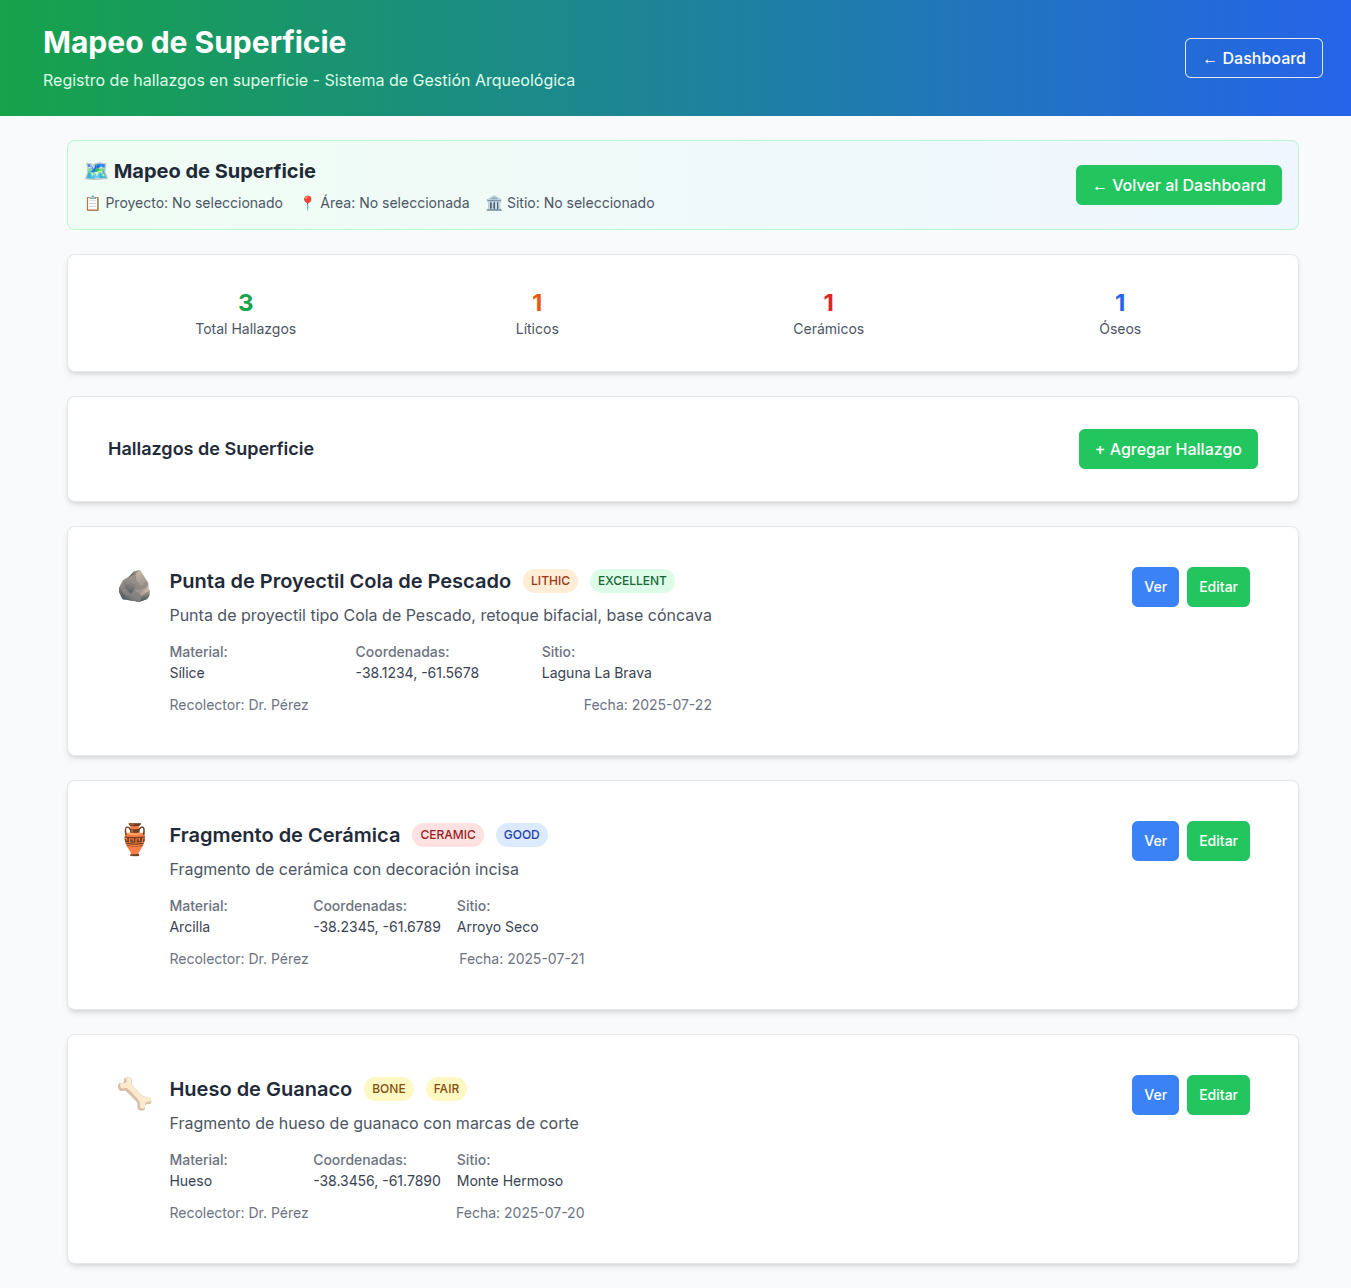 Mapeo de Superficie
Registro de hallazgos en superficie - Sistema de Gestión Arqueológica
← Dashboard
Mapeo de Superficie
Proyecto: No seleccionado Área: No seleccionada Sitio: No seleccionado
← Volver al Dashboard
3 1 1 1
Total Hallazgos Líticos Cerámicos Óseos
Hallazgos de Superficie
+ Agregar Hallazgo
Punta de Proyectil Cola de Pescado LITHIC EXCELLENT
Ver Editar
Punta de proyectil tipo Cola de Pescado, retoque bifacial, base cóncava
Material: Coordenadas: Sitio:
Sílice -38.1234, -61.5678 Laguna La Brava
Recolector: Dr. Pérez Fecha: 2025-07-22
Fragmento de Cerámica CERAMIC GOOD
Ver Editar
Fragmento de cerámica con decoración incisa
Material: Coordenadas: Sitio:
Arcilla -38.2345, -61.6789 Arroyo Seco
Recolector: Dr. Pérez Fecha: 2025-07-21
Hueso de Guanaco BONE FAIR
Ver Editar
Fragmento de hueso de guanaco con marcas de corte
Material: Coordenadas: Sitio:
Hueso -38.3456, -61.7890 Monte Hermoso
Recolector: Dr. Pérez Fecha: 2025-07-20